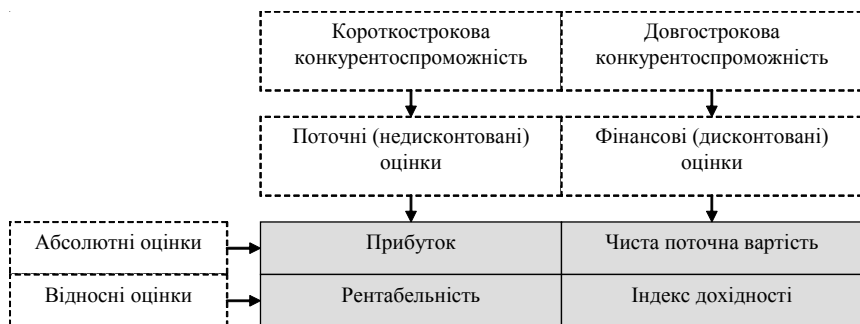 Короткострокова
конкурентоспроможність
Довгострокова
конкурентоспроможність
Поточні (недисконтовані)
оцінки
Фінансові (дисконтовані)
оцінки
Абсолютні оцінки
Прибуток
Чиста поточна вартість
Відносні оцінки
Рентабельність
Індекс дохідності